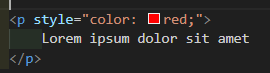 <p style="color: red;">
    Lorem ipsum dolor sit amet
</p>